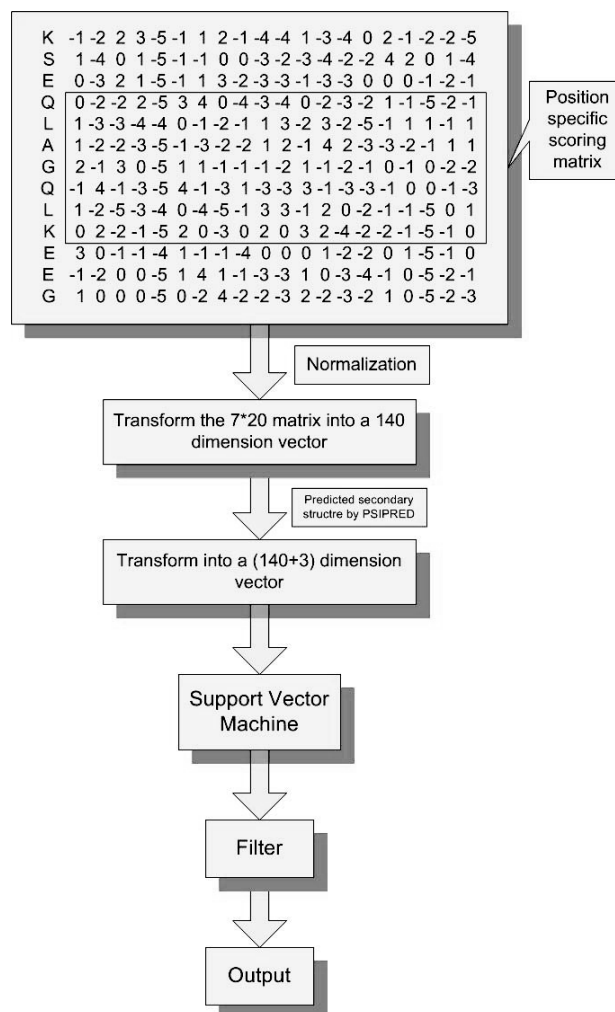 K -1 -2 2 3 -5 -1 1 2 -1 -4 -4 1 -3 -4 0 2 -1 -2 -2 -5
S 1 -4 0 1 -5 -1 -1 0 0 -3 -2 -3 -4 -2 -2 4 2 0 1 -4
E 0 -3 2 1 -5 -1 1 3 -2 -3 -3 -1 -3 -3 0 0 0 -1 -2 -1
Q 0 -2 -2 2 -5 3 4 0 -4 -3 -4 0 -2 -3 -2 1 -1 -5 -2 -1
L 1 -3 -3 -4 -4 0 -1 -2 -1 1 3 -2 3 -2 -5 -1 1 1 -1 1
A 1 -2 -2 -3 -5 -1 -3 -2 -2 1 2 -1 4 2 -3 -3 -2 -1 1 1
G 2 -1 3 0 -5 1 1 -1 -1 -1 -2 1 -1 -2 -1 0 -1 0 -2 -2
Q -1 4 -1 -3 -5 4 -1 -3 1 -3 -3 3 -1 -3 -3 -1 0 0 -1 -3
L 1 -2 -5 -3 -4 0 -4 -5 -1 3 3 -1 2 0 -2 -1 -1 -5 0 1
K 0 2 -2 -1 -5 2 0 -3 0 2 0 3 2 -4 -2 -2 -1 -5 -1 0
E 3 0 -1 -1 -4 1 -1 -1 -4 0 0 0 1 -2 -2 0 1 -5 -1 0
E -1 -2 0 0 -5 1 4 1 -1 -3 -3 1 0 -3 -4 -1 0 -5 -2 -1
G 1 0 0 0 -5 0 -2 4 -2 -2 -3 2 -2 -3 -2 1 0 -5 -2 -3
Position
specific
scoring
matrix
Normalization
Transform the 7*20 matrix into a 140
dimension vector
Predicted secondary
structre by PSIPRED
Transform into a (140+3) dimension
vector
Support Vector
Machine
Filter
Output